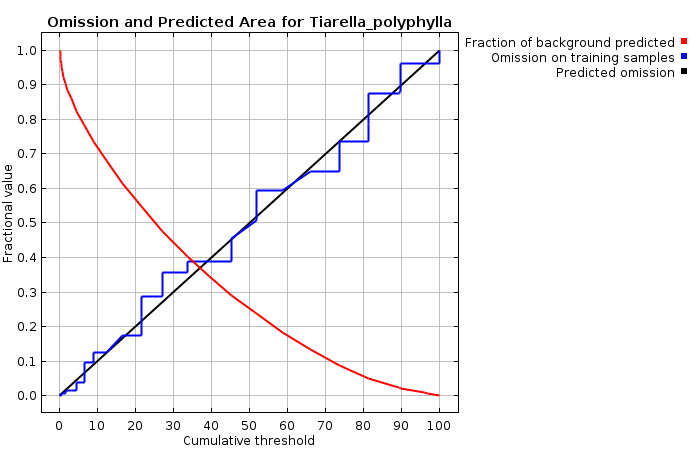 Omission and Predicted Area for Tiarella_polyphylla
Fraction of background predicted
Omission on training samples
Predicted omission
Fractional value
1.0
0.9
0.8
0.7
0.6
0.5
0.4
0.3
0.2
0.1
0.0
0 10 20 30 40 50 60 70 80 90 100
Cumulative threshold